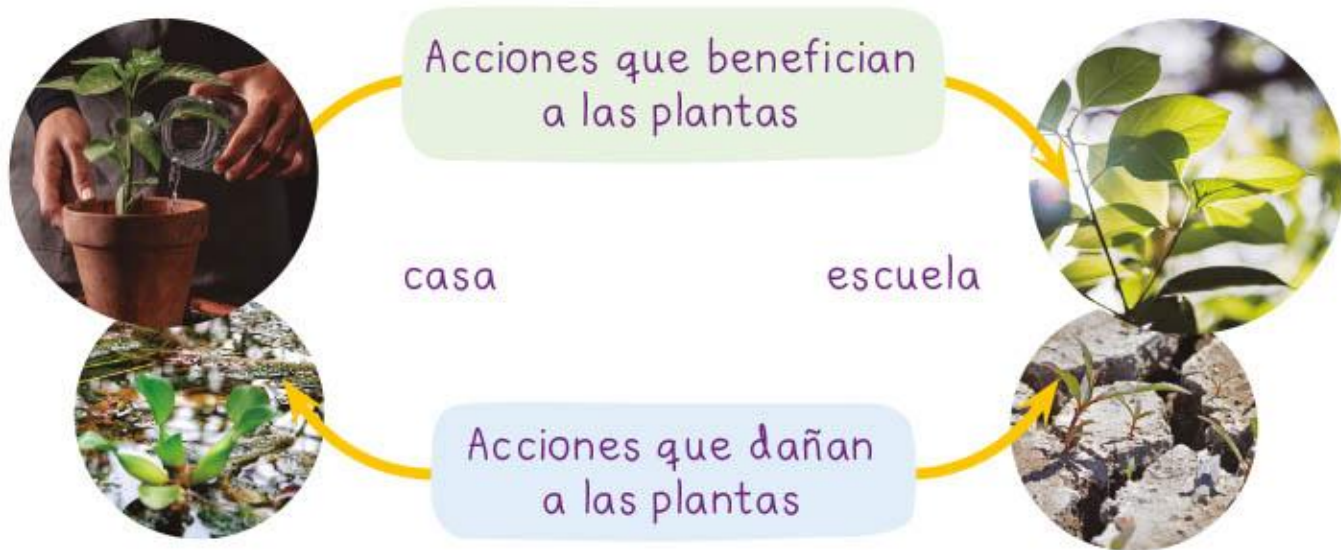 Acciones que benefician
a las plantas
casa
escuela
Acciones que dañan
a las plantas